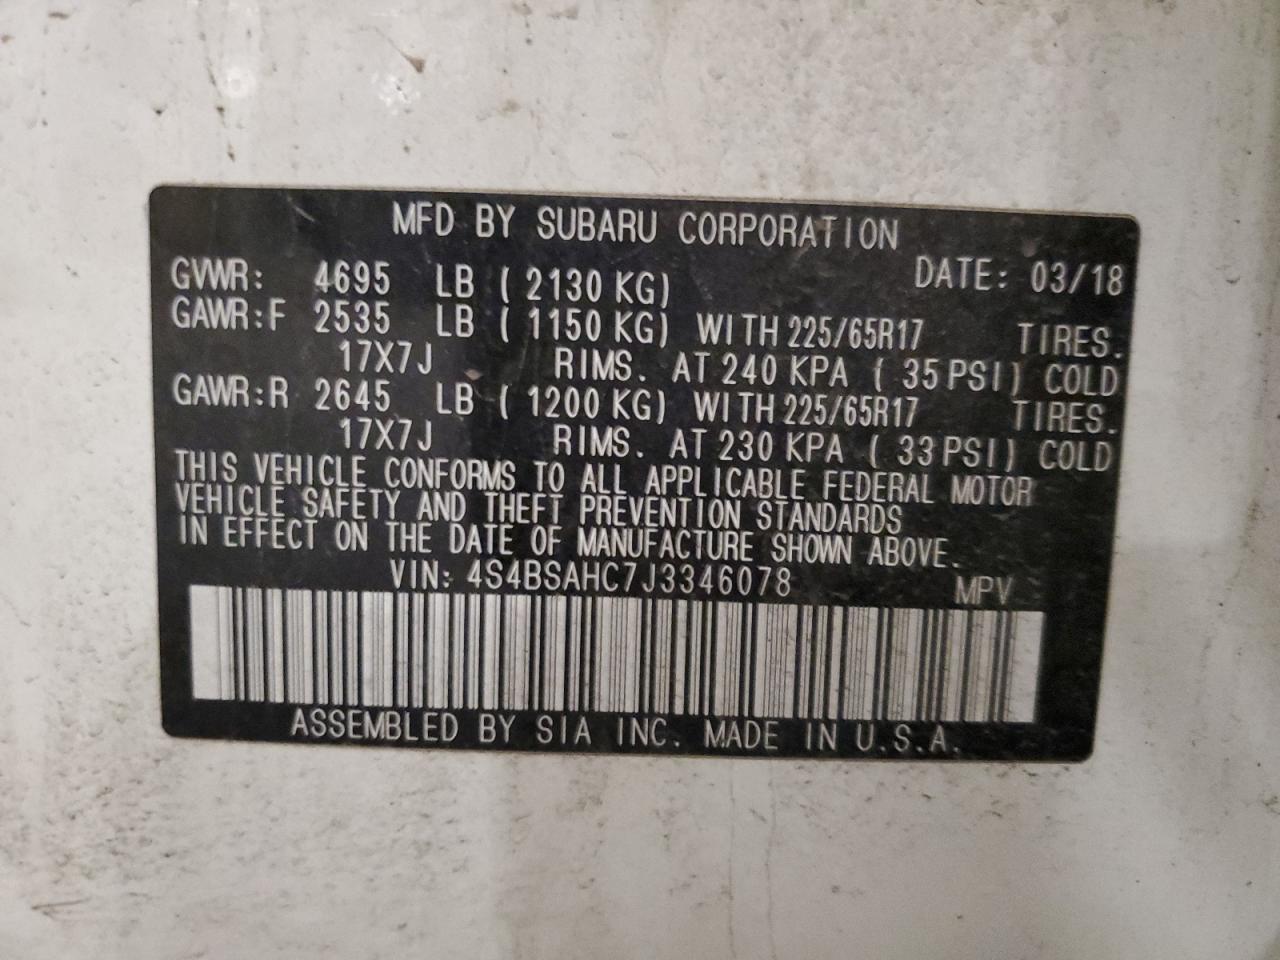 MFD BY SUBARU CORPORATION
GVWR: 4695 LB ( 2130 KG) DATE: 03/18
GAWR:F 2535 LB ( 1150 KG) WITH 225/65R17 TIRES.
17X7J RIMS. AT 240 KPA ( 35 PSI) COLD
GAWR:R 2645 LB ( 1200 KG) WITH 225/65R17 TIRES.
17X7J RIMS. AT 230 KPA ( 33 PSI) COLD
THIS VEHICLE CONFORMS TO ALL APPLICABLE FEDERAL MOTOR
VEHICLE SAFETY AND THEFT PREVENTION STANDARDS
IN EFFECT ON THE DATE OF MANUFACTURE SHOWN ABOVE.
VIN: 4S4BSAHC7J3346078 MPV
ASSEMBLED BY SIA INC. MADE IN U.S.A.